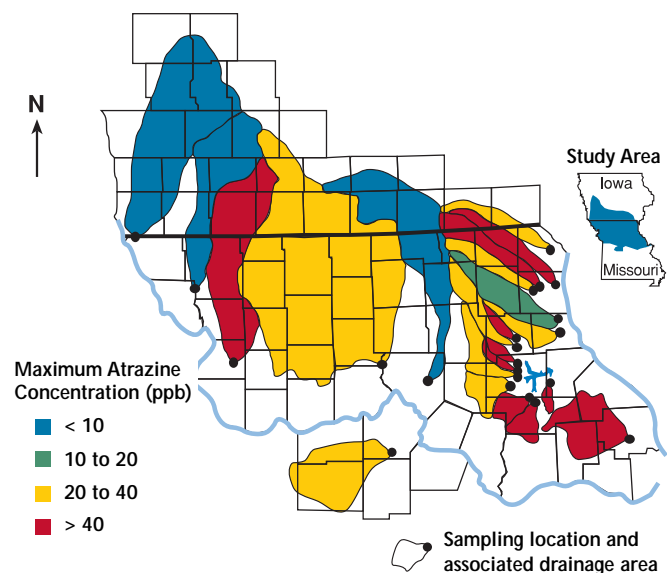 N
Study Area
Iowa
Missouri
Maximum Atrazine
Concentration (ppb)
< 10
10 to 20
20 to 40
> 40
Sampling location and
associated drainage area